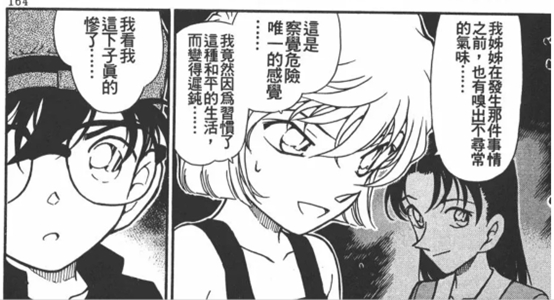 164
我姊姊在發生那件事情
之前，也有嗅出不尋常
的氣味……
這是
察覺危險
唯一的感覺
……
我竟然因為習慣了
這種和平的生活，
而變得遲鈍……
我看我
這下子真的
慘了……